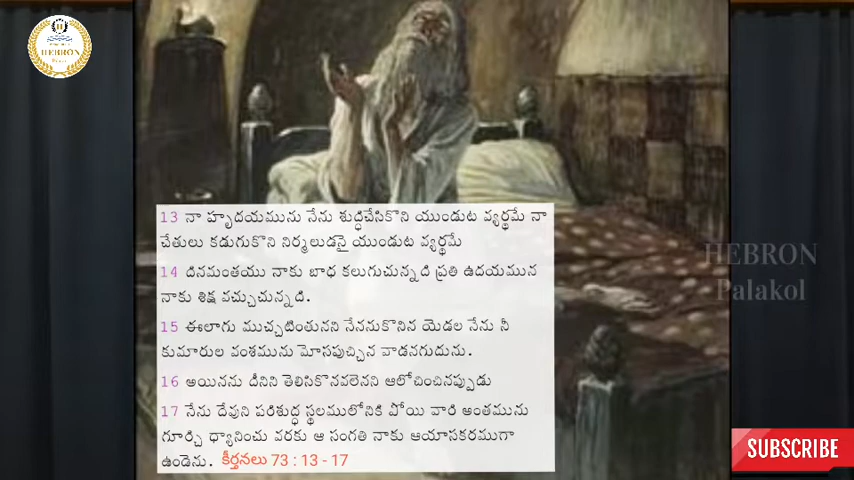 HEBRON
13 నా హృదయమును నేను శుద్ధిచేసికొని యుండుట వ్యర్థమే నా
చేతులు కడుగుకొని నిర్మలుడనై యుండుట వ్యర్థమే
14 దినమంతయు నాకు బాధ కలుగుచున్నది ప్రతి ఉదయమున
నాకు శిక్ష వచ్చుచున్నది.
15 ఈలాగు ముచ్చటింతునని నేననుకొనిన యెడల నేను నీ
కుమారుల వంశమును మోసపుచ్చిన వాడనగుదును.
16 అయినను దీనిని తెలిసికొనవలెనని ఆలోచించినప్పుడు
17 నేను దేవుని పరిశుద్ధ స్థలములోనికి పోయి వారి అంతమును
గూర్చి ధ్యానించు వరకు ఆ సంగతి నాకు ఆయాసకరముగా
ఉండెను. కీర్తనలు 73 : 13 - 17
HEBRON
Palakol
SUBSCRIBE